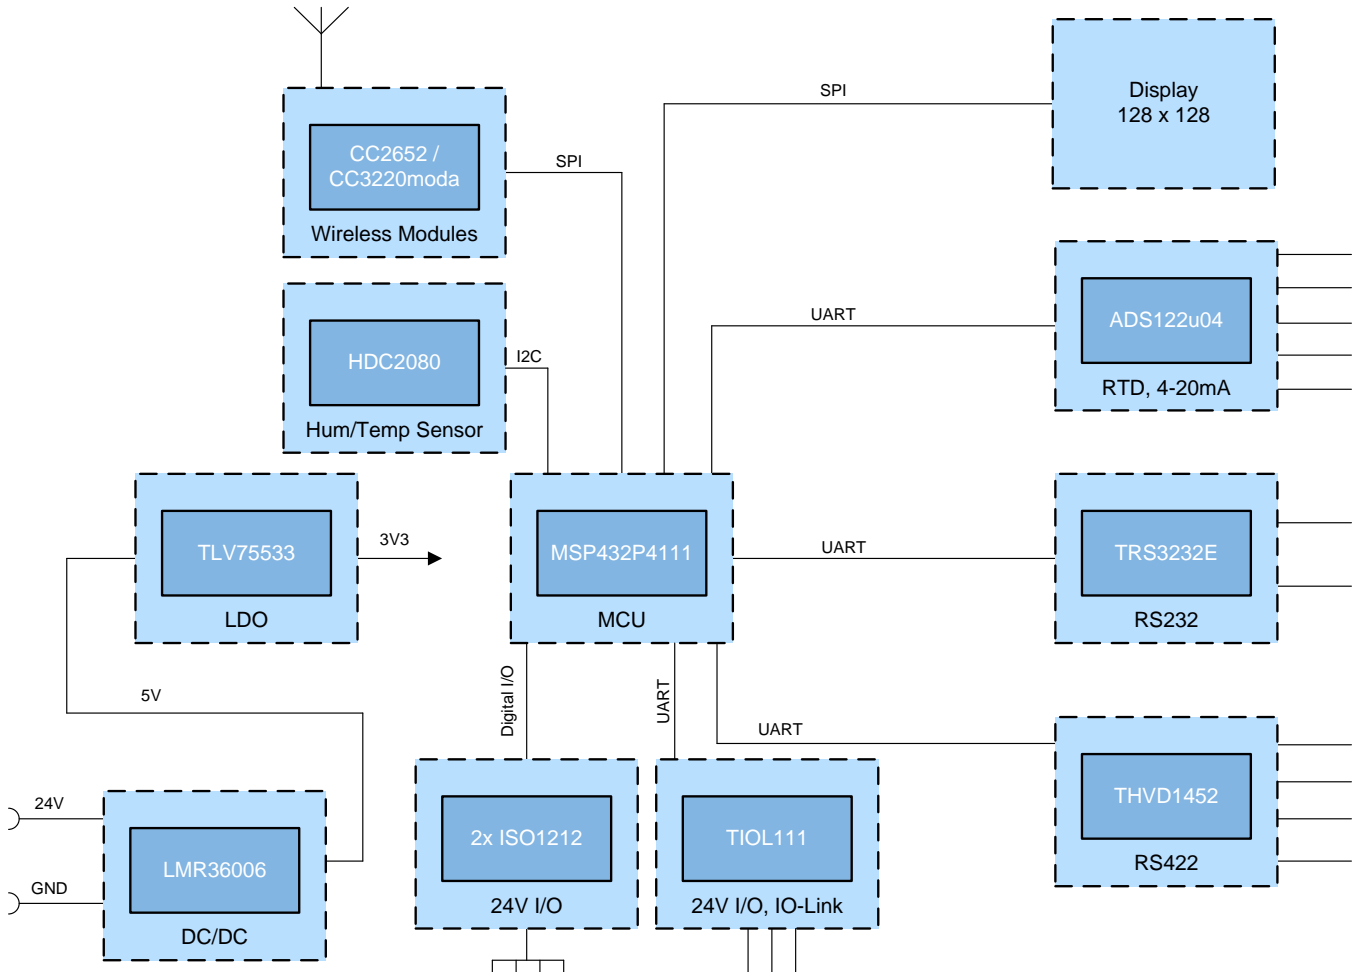 SPI
Display
128 x 128
CC2652 /
CC3220moda
Wireless Modules
SPI
HDC2080
Hum/Temp Sensor
I2C
UART
ADS122u04
RTD, 4-20mA
TLV75533
LDO
3V3
MSP432P4111
MCU
UART
TRS3232E
RS232
5V
Digital I/O
UART
UART
THVD1452
RS422
24V
GND
LMR36006
DC/DC
2x ISO1212
24V I/O
TIOL111
24V I/O, IO-Link